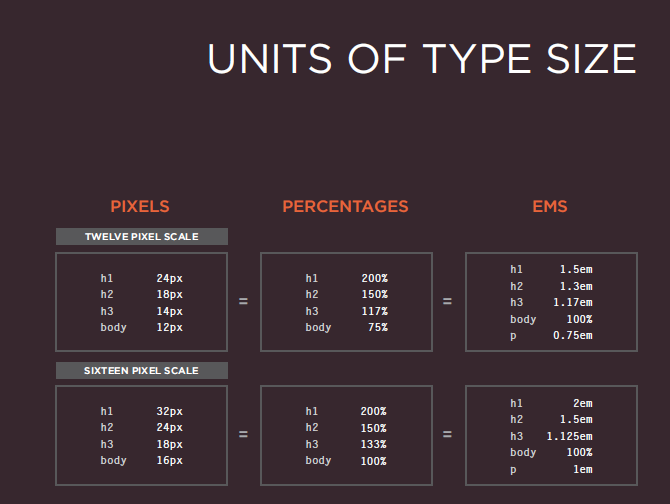 UNITS OF TYPE SIZE
PIXELS PERCENTAGES EMS
TWELVE PIXEL SCALE
h1 24px
h2 18px
h3 14px
body 12px
=
h1 200%
h2 150%
h3 117%
body 75%
=
h1 1.5em
h2 1.3em
h3 1.17em
body 100%
p 0.75em
SIXTEEN PIXEL SCALE
h1 32px
h2 24px
h3 18px
body 16px
=
h1 200%
h2 150%
h3 133%
body 100%
=
h1 2em
h2 1.5em
h3 1.125em
body 100%
p 1em